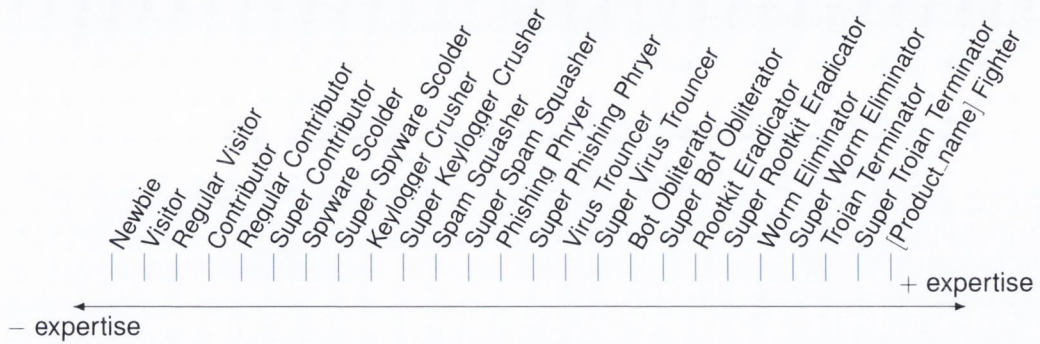 Newbie
Visitor
Regular Visitor
Contributor
Regular Contributor
Super Contributor
Spyware Scolder
Super Spyware Scolder
Keylogger Crusher
Super Keylogger Crusher
Spam Squasher
Super Spam Squasher
Phishing Phryer
Super Phishing Phryer
Virus Trouncer
Super Virus Trouncer
Bot Obliterator
Super Bot Obliterator
Rootkit Eradicator
Super Rootkit Eradicator
Worm Eliminator
Super Worm Eliminator
Trojan Terminator
Super Trojan Terminator
[Product_name] Fighter
+ expertise
− expertise